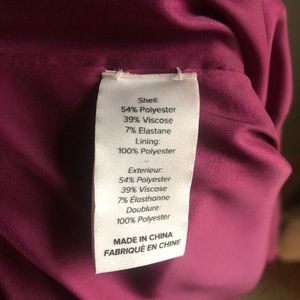 Shell:
54% Polyester
39% Viscose
7% Elastane
Lining:
100% Polyester
--
Exterieur:
54% Polyester
39% Viscose
7% Elasthanne
Doublure:
100% Polyester
MADE IN CHINA
FABRIQUÉ EN CHINE